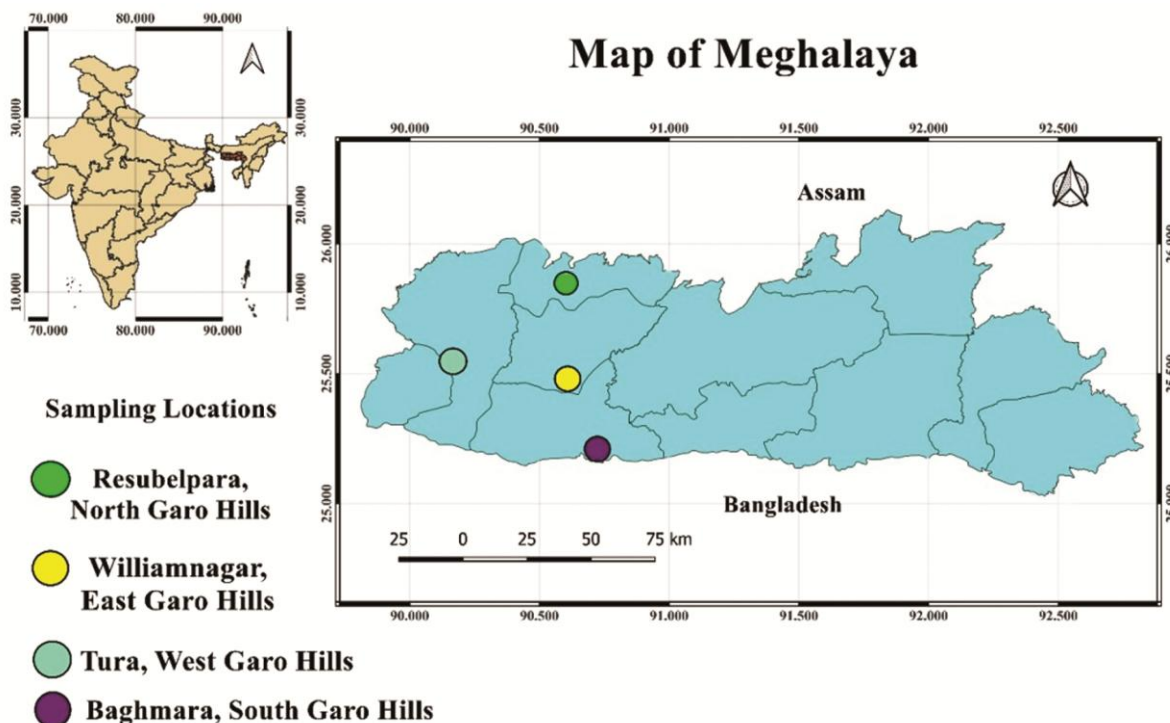 Map of Meghalaya
70.000 80.000 90.000
30.000 30.000
20.000 20.000
10.000 10.000
70.000 80.000 90.000
90.000 90.500 91.000 91.500 92.000 92.500
Assam
26.000 26.000
25.500 25.500
25.000 25.000
Bangladesh
25 0 25 50 75 km
90.000 90.500 91.000 91.500 92.000 92.500
Sampling Locations
Resubelpara,
North Garo Hills
Williamnagar,
East Garo Hills
Tura, West Garo Hills
Baghmara, South Garo Hills